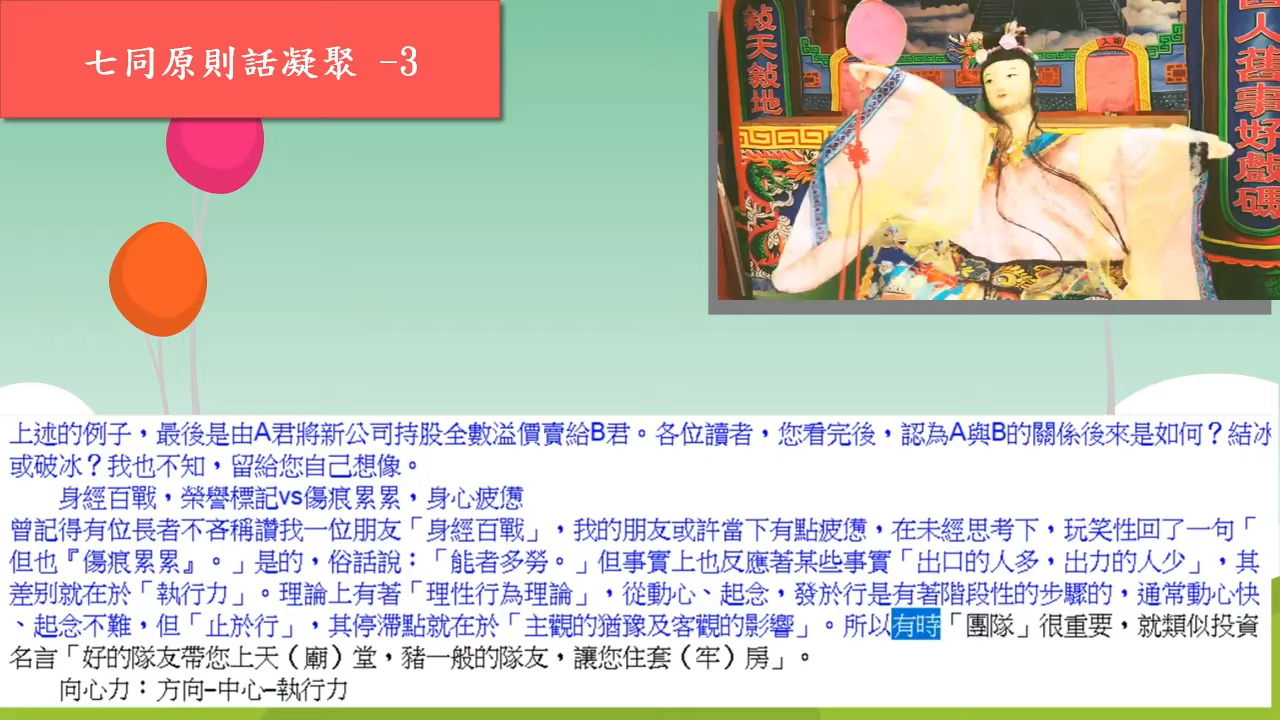 七同原則話凝聚 -3
敍天敍地
入相
人舊事好戲碼
上述的例子，最後是由A君將新公司持股全數溢價賣給B君。各位讀者，您看完後，認為A與B的關係後來是如何？結冰
或破冰？我也不知，留給您自己想像。
身經百戰，榮譽標記vs傷痕累累，身心疲憊
曾記得有位長者不吝稱讚我一位朋友「身經百戰」，我的朋友或許當下有點疲憊，在未經思考下，玩笑性回了一句「
但也『傷痕累累』。」是的，俗話說：「能者多勞。」但事實上也反應著某些事實「出口的人多，出力的人少」，其
差別就在於「執行力」。理論上有著「理性行為理論」，從動心、起念，發於行是有著階段性的步驟的，通常動心快
、起念不難，但「止於行」，其停滯點就在於「主觀的猶豫及客觀的影響」。所以有時「團隊」很重要，就類似投資
名言「好的隊友帶您上天（廟）堂，豬一般的隊友，讓您住套（牢）房」。
向心力：方向–中心–執行力